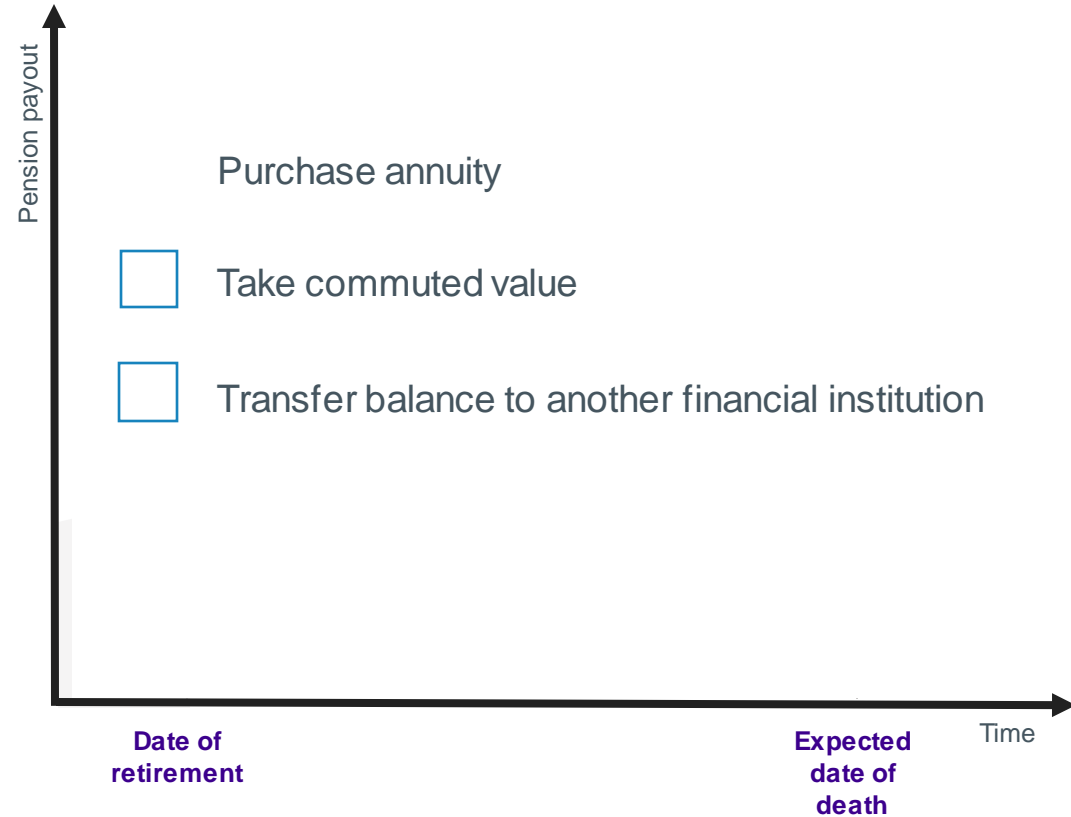 Pension payout
Purchase annuity
Take commuted value
Transfer balance to another financial institution
Time
Date of
retirement
Expected
date of
death